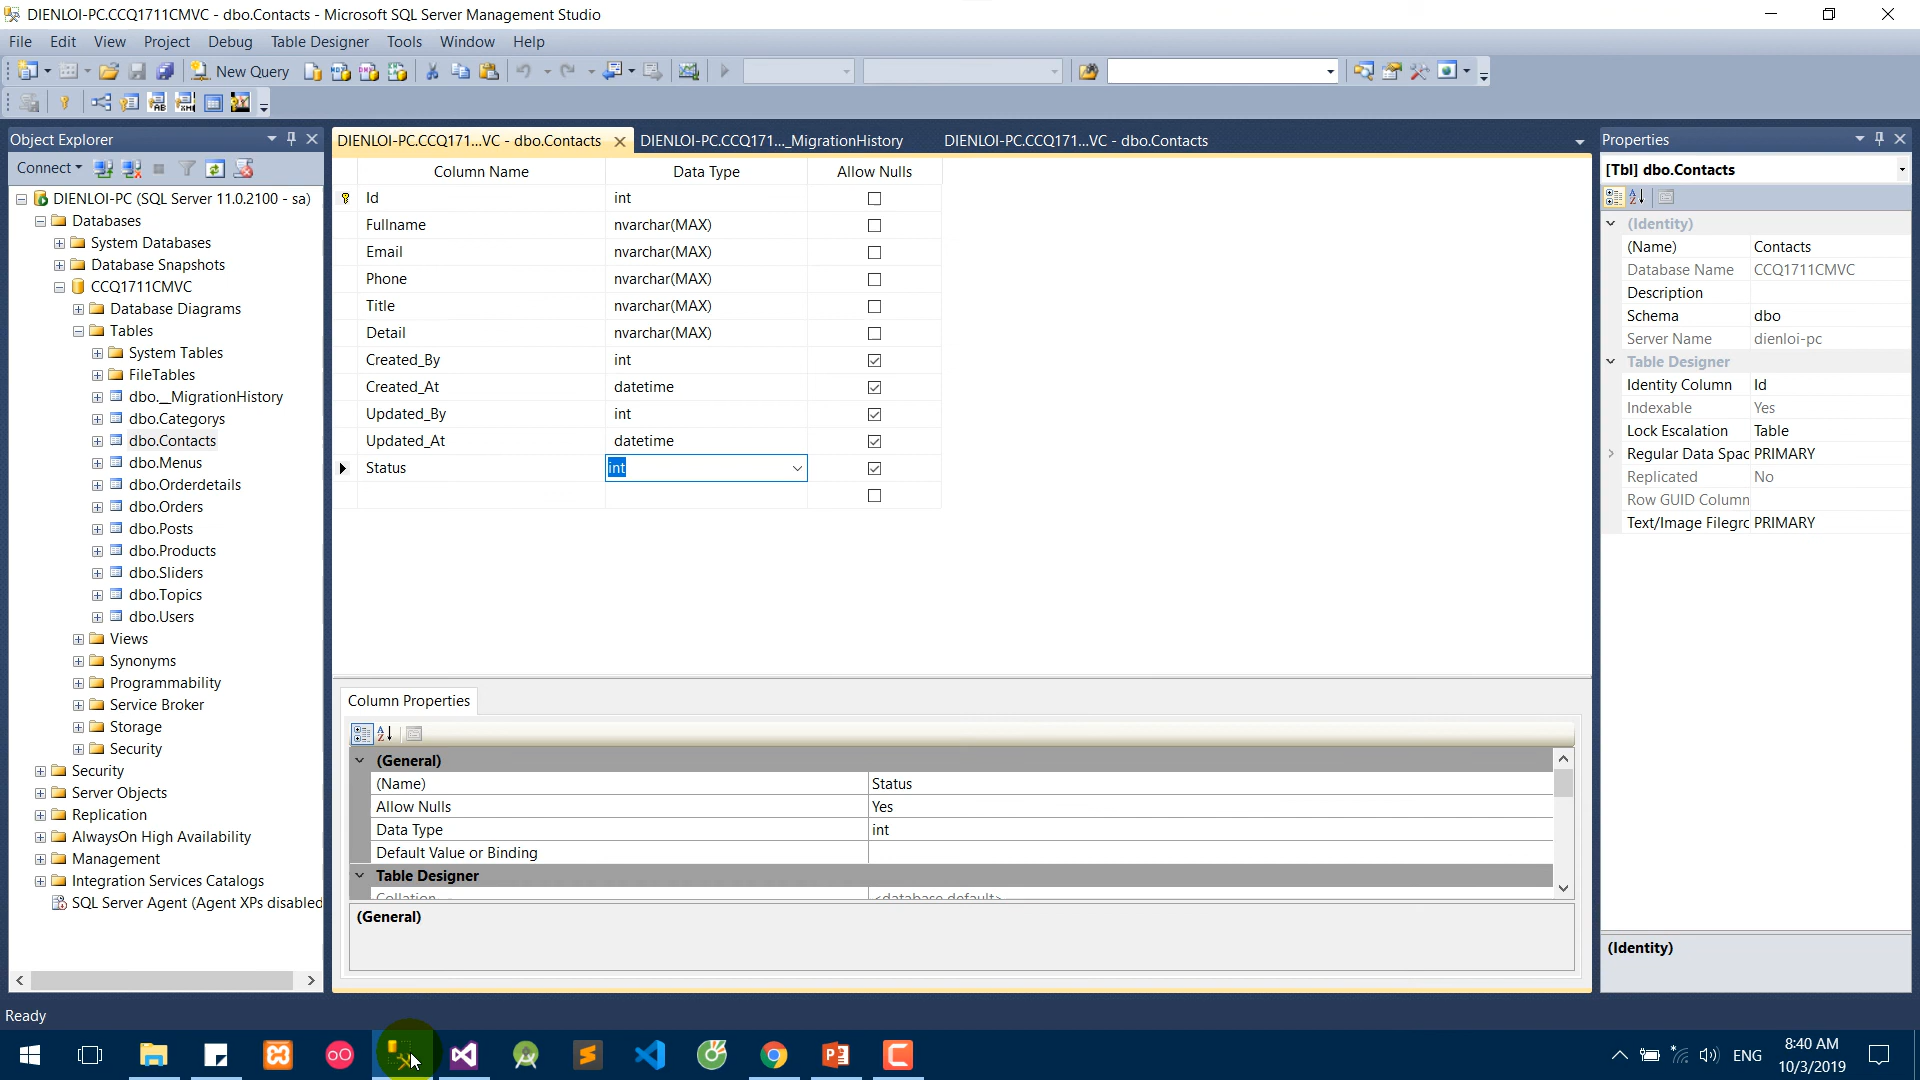 DIENLOI-PC.CCQ1711CMVC - dbo.Contacts - Microsoft SQL Server Management Studio
File Edit View Project Debug Table Designer Tools Window Help
New Query
Object Explorer
Connect
DIENLOI-PC (SQL Server 11.0.2100 - sa)
Databases
System Databases
Database Snapshots
CCQ1711CMVC
Database Diagrams
Tables
System Tables
FileTables
dbo.__MigrationHistory
dbo.Categorys
dbo.Contacts
dbo.Menus
dbo.Orderdetails
dbo.Orders
dbo.Posts
dbo.Products
dbo.Sliders
dbo.Topics
dbo.Users
Views
Synonyms
Programmability
Service Broker
Storage
Security
Security
Server Objects
Replication
AlwaysOn High Availability
Management
Integration Services Catalogs
SQL Server Agent (Agent XPs disabled
DIENLOI-PC.CCQ171...VC - dbo.Contacts DIENLOI-PC.CCQ171..._MigrationHistory DIENLOI-PC.CCQ171...VC - dbo.Contacts
Column Name Data Type Allow Nulls
Id int
Fullname nvarchar(MAX)
Email nvarchar(MAX)
Phone nvarchar(MAX)
Title nvarchar(MAX)
Detail nvarchar(MAX)
Created_By int
Created_At datetime
Updated_By int
Updated_At datetime
Status int
Column Properties
(General)
(Name) Status
Allow Nulls Yes
Data Type int
Default Value or Binding
Table Designer
Collation <database default>
(General)
Properties
[Tbl] dbo.Contacts
(Identity)
(Name) Contacts
Database Name CCQ1711CMVC
Description
Schema dbo
Server Name dienloi-pc
Table Designer
Identity Column Id
Indexable Yes
Lock Escalation Table
Regular Data Spac PRIMARY
Replicated No
Row GUID Column
Text/Image Filegrc PRIMARY
(Identity)
Ready
ENG
8:40 AM
10/3/2019